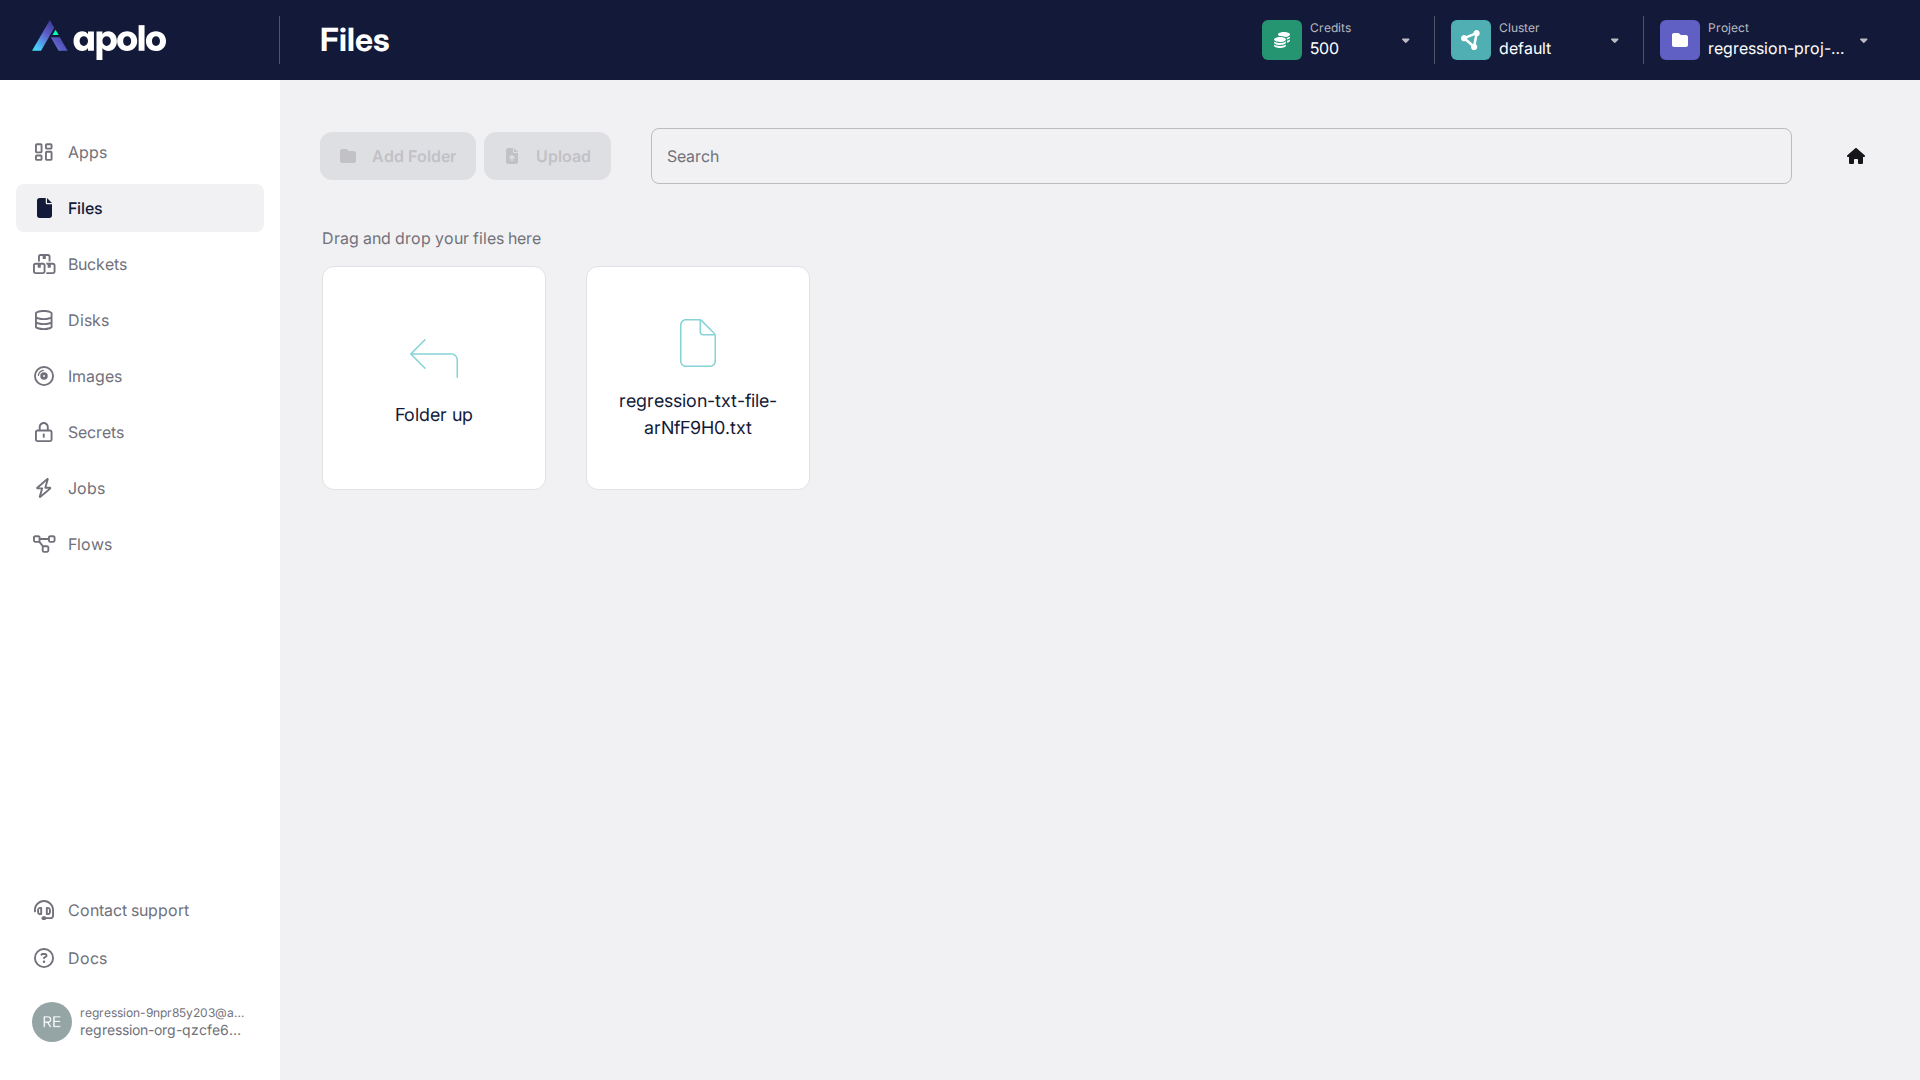 apolo
Files
Credits
500
Cluster
default
Project
regression-proj-...
Apps
Files
Buckets
Disks
Images
Secrets
Jobs
Flows
Add Folder
Upload
Search
Drag and drop your files here
Folder up
regression-txt-file-
arNfF9H0.txt
Contact support
Docs
RE
regression-9npr85y203@a...
regression-org-qzcfe6...